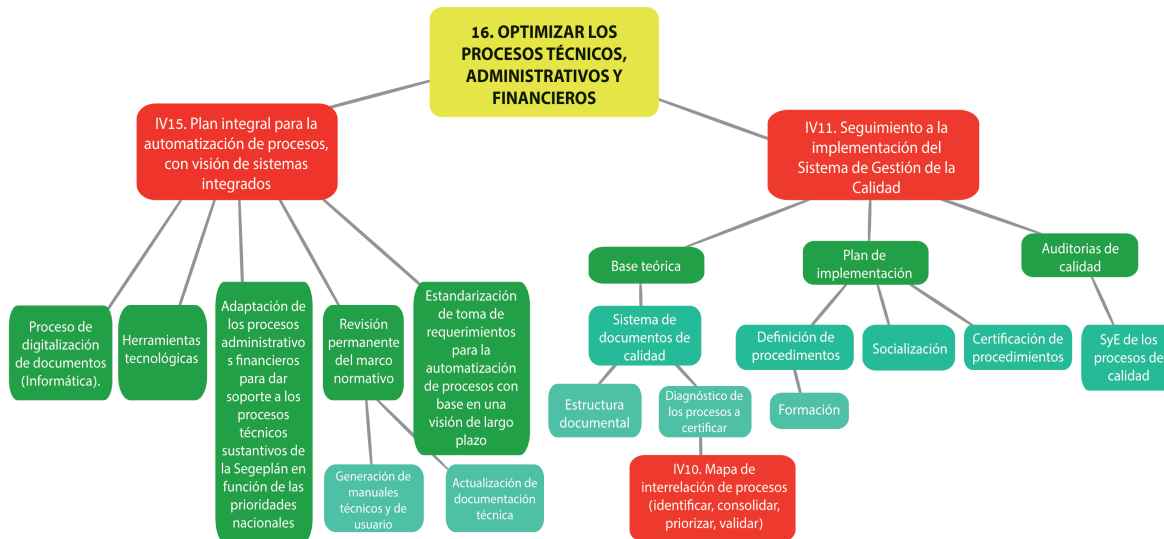 16. OPTIMIZAR LOS
PROCESOS TÉCNICOS,
ADMINISTRATIVOS Y
FINANCIEROS
IV15. Plan integral para la
automatización de procesos,
con visión de sistemas
integrados
IV11. Seguimiento a la
implementación del
Sistema de Gestión de la
Calidad
Proceso de
digitalización
de documentos
(Informática).
Herramientas
tecnológicas
Adaptación de
los procesos
administrativo
s financieros
para dar
soporte a los
procesos
técnicos
sustantivos de
la Segeplán en
función de las
prioridades
nacionales
Revisión
permanente
del marco
normativo
Estandarización
de toma de
requerimientos
para la
automatización
de procesos con
base en una
visión de largo
plazo
Generación de
manuales
técnicos y de
usuario
Actualización de
documentación
técnica
Base teórica
Plan de
implementación
Auditorias de
calidad
Sistema de
documentos de
calidad
Definición de
procedimentos
Socialización
Certificación de
procedimientos
SyE de los
procesos de
calidad
Estructura
documental
Diagnóstico de
los procesos a
certificar
Formación
IV10. Mapa de
interrelación de procesos
(identificar, consolidar,
priorizar, validar)